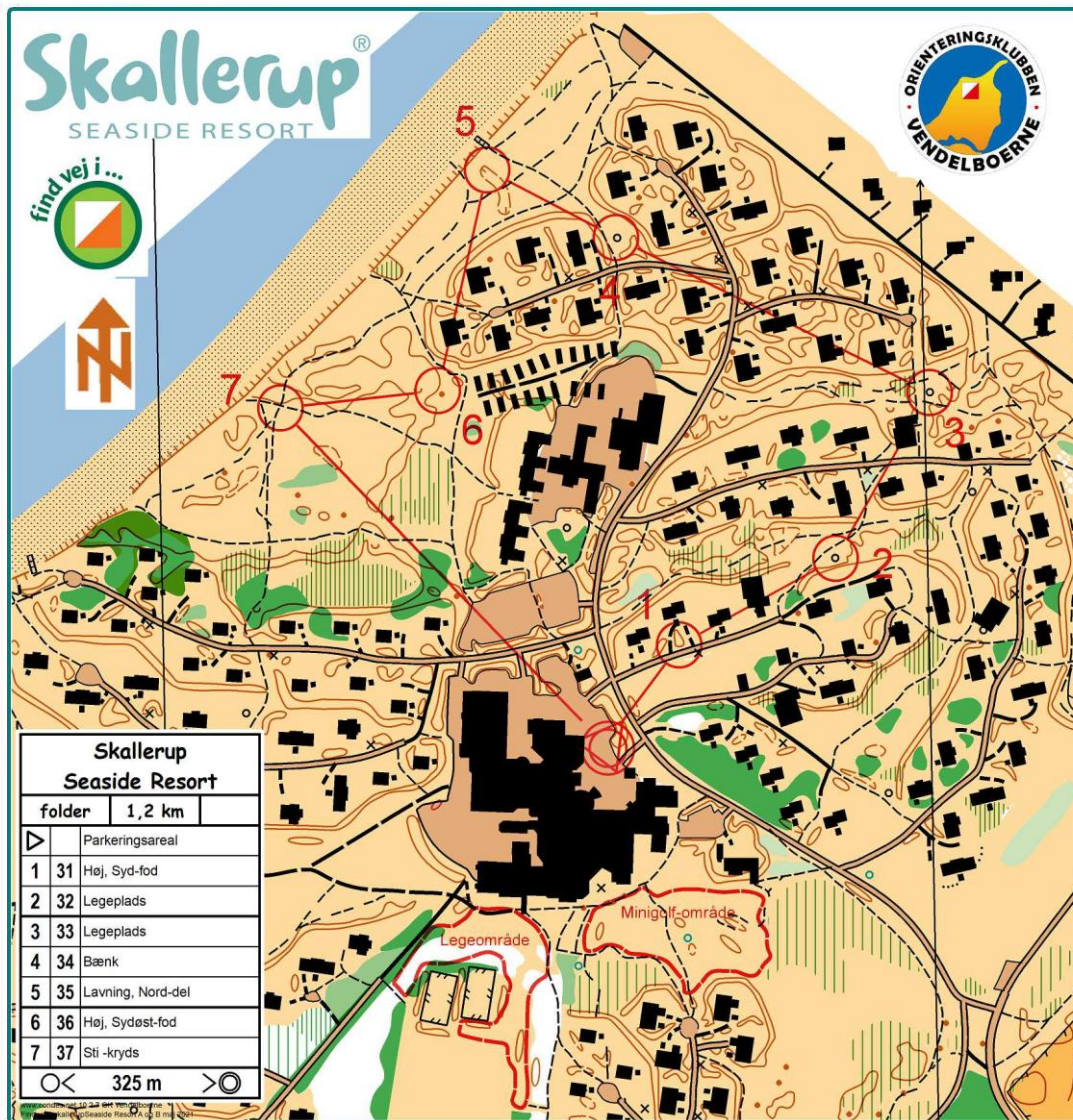 Skallerup®
SEASIDE RESORT
find vej i ...
N
ORIENTERINGSKLUBBEN
VENDELBOERNE
5
4
7
6
3
2
1
Skallerup
Seaside Resort
folder 1,2 km
Parkeringsareal
1 31 Høj, Syd-fod
2 32 Legeplads
3 33 Legeplads
4 34 Bænk
5 35 Lavning, Nord-del
6 36 Høj, Sydøst-fod
7 37 Sti -kryds
325 m
Minigolf-område
Legeområde